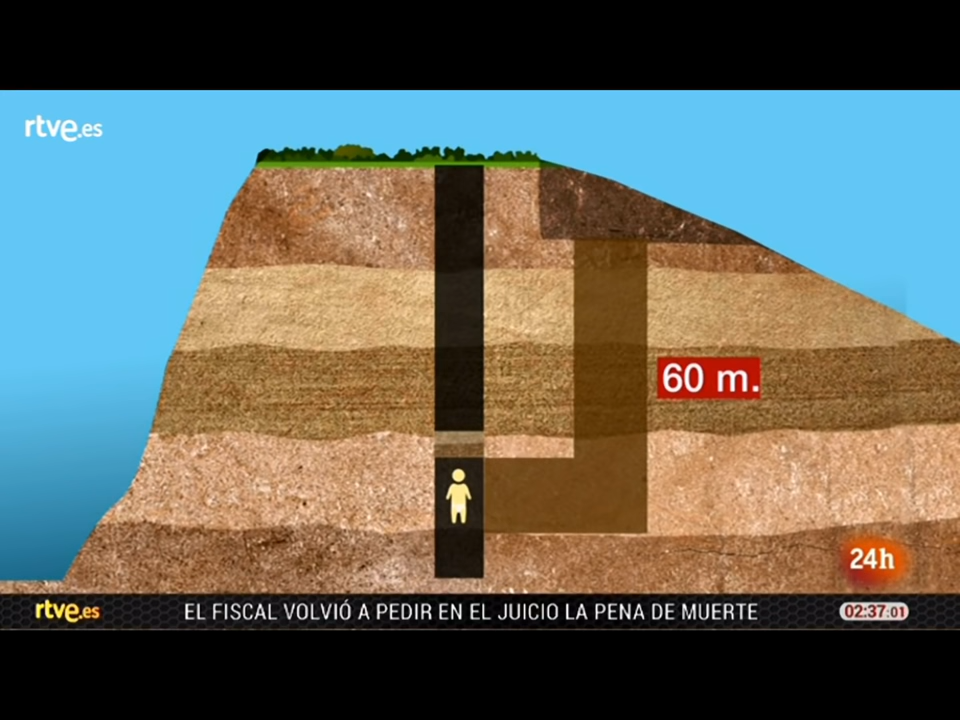 rtve.es
60 m.
24h
rtve.es EL FISCAL VOLVIÓ A PEDIR EN EL JUICIO LA PENA DE MUERTE 02:37:01